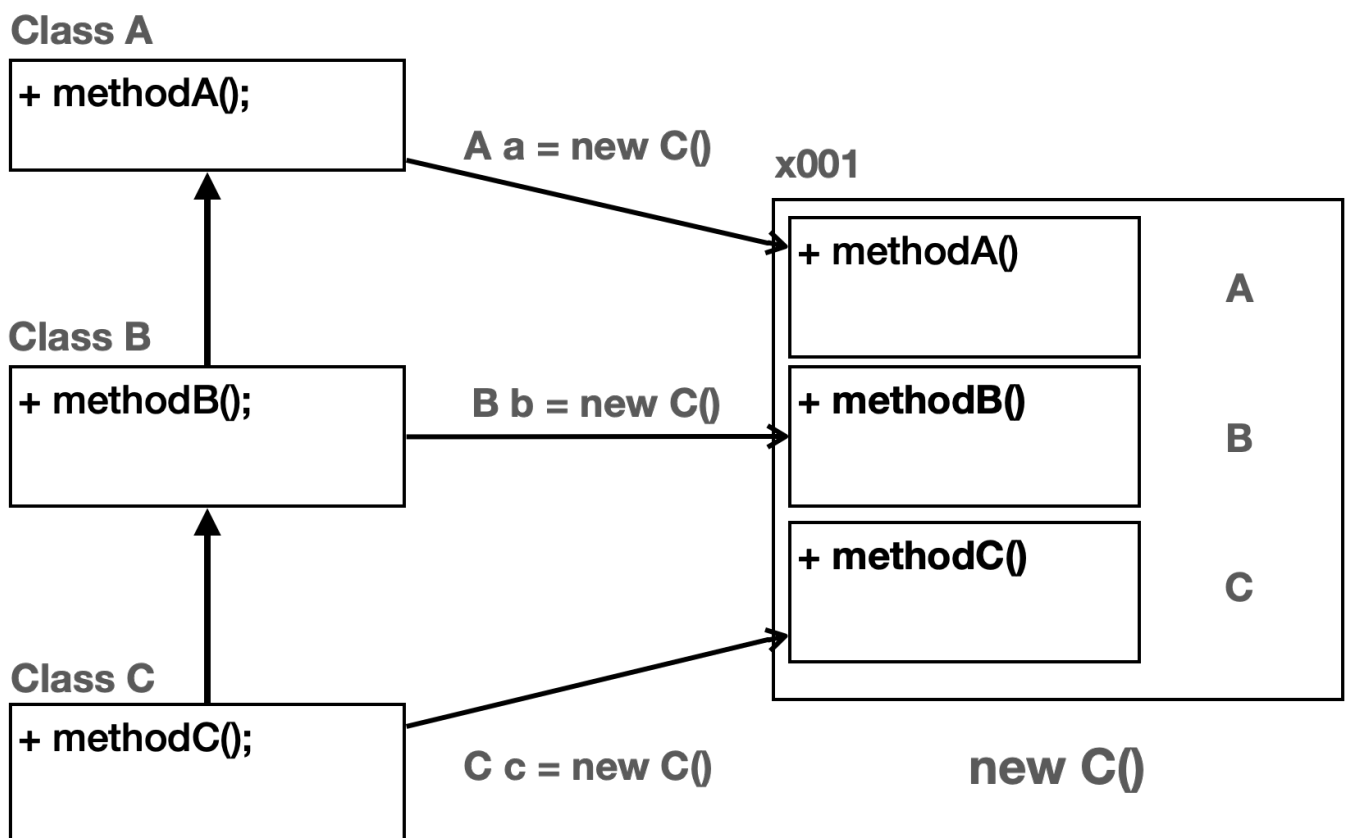 Class A
+ methodA();
A a = new C()
x001
+ methodA()
A
Class B
+ methodB();
B b = new C()
+ methodB()
B
+ methodC()
C
Class C
+ methodC();
C c = new C()
new C()